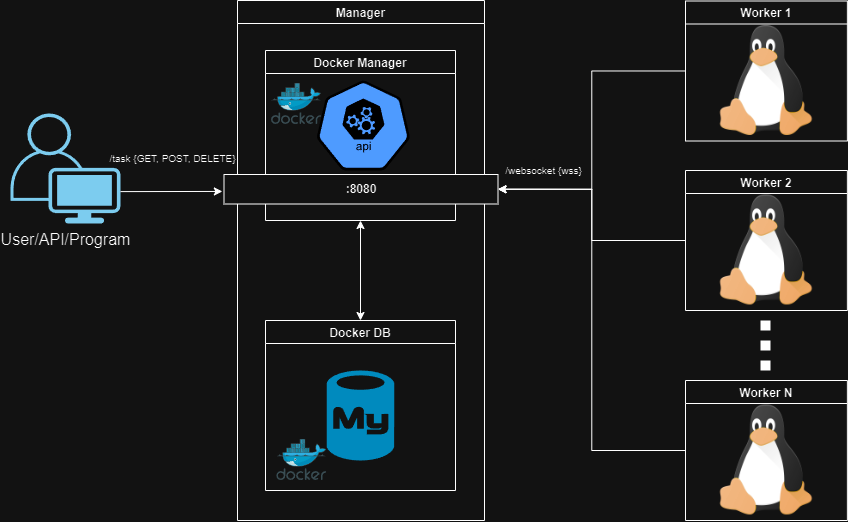 Manager
Docker Manager
docker
api
/task {GET, POST, DELETE}
:8080
/websocket {wss}
User/API/Program
Docker DB
My
docker
Worker 1
Worker 2
Worker N